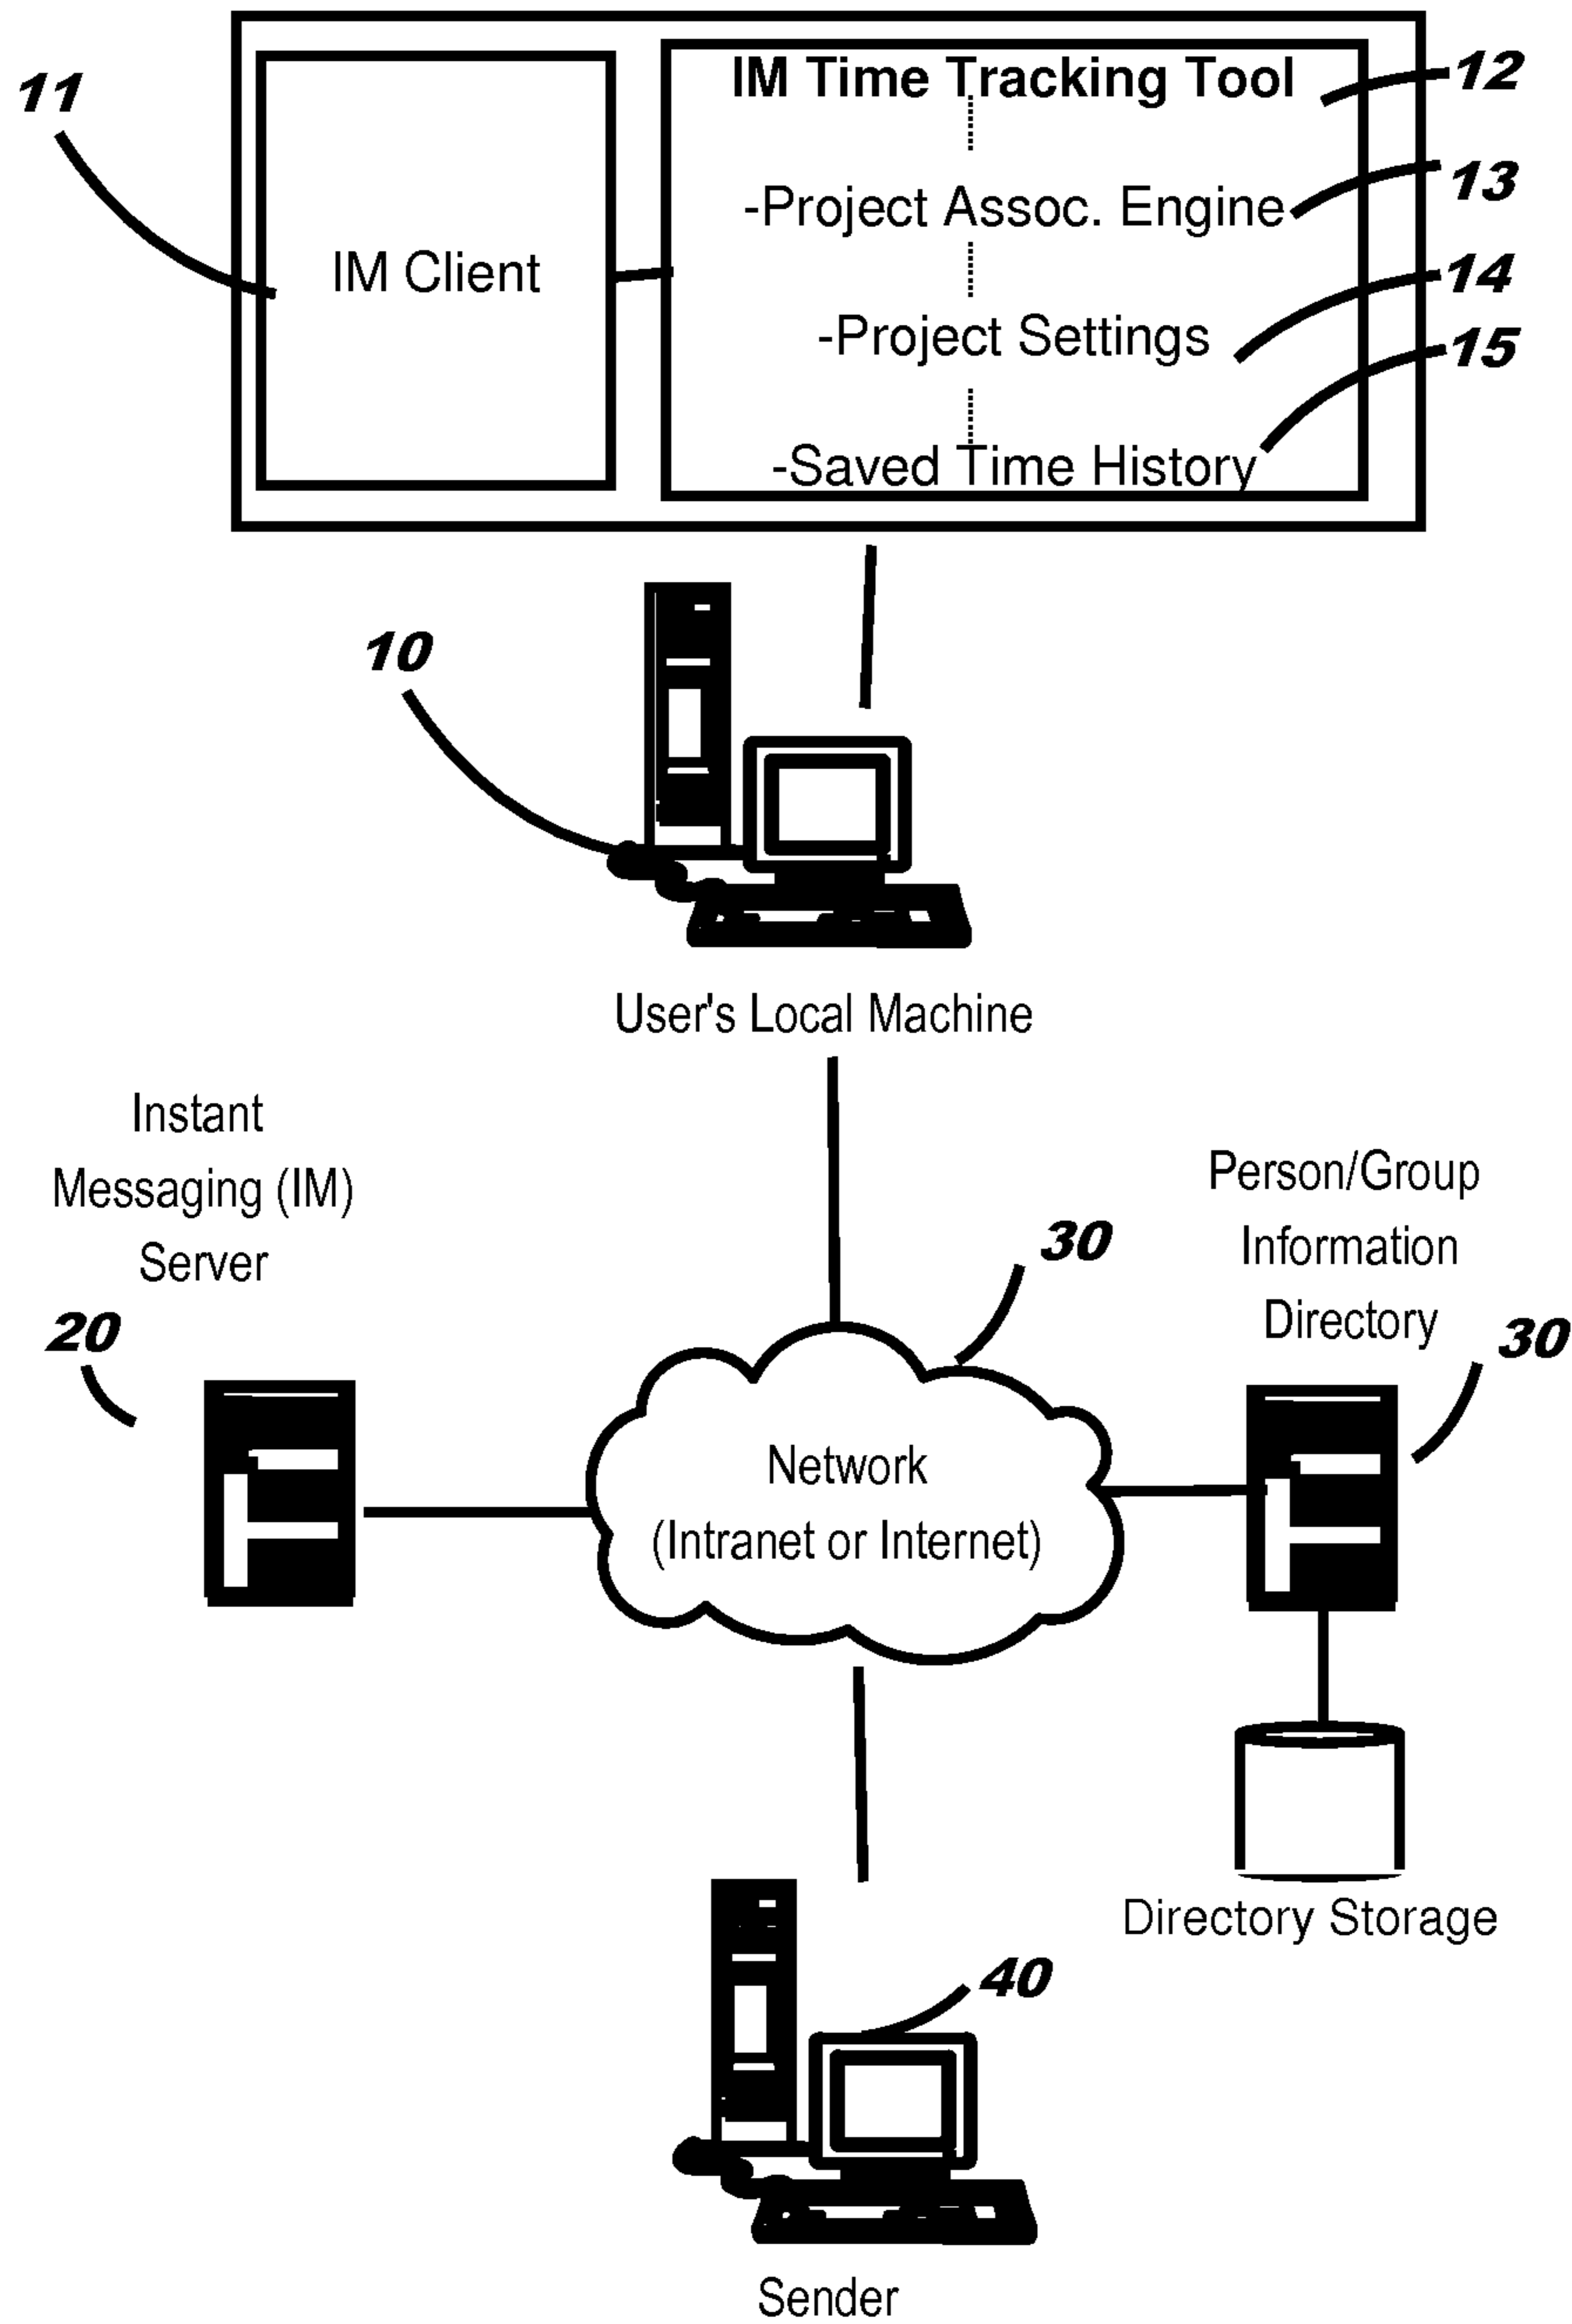 11
IM Time Tracking Tool
12
-Project Assoc. Engine
13
IM Client
-Project Settings
14
15
-Saved Time History
10
User's Local Machine
Instant
Messaging (IM)
Server
20
30
Person/Group
Information
Directory
30
Network
(Intranet or Internet)
Directory Storage
40
Sender